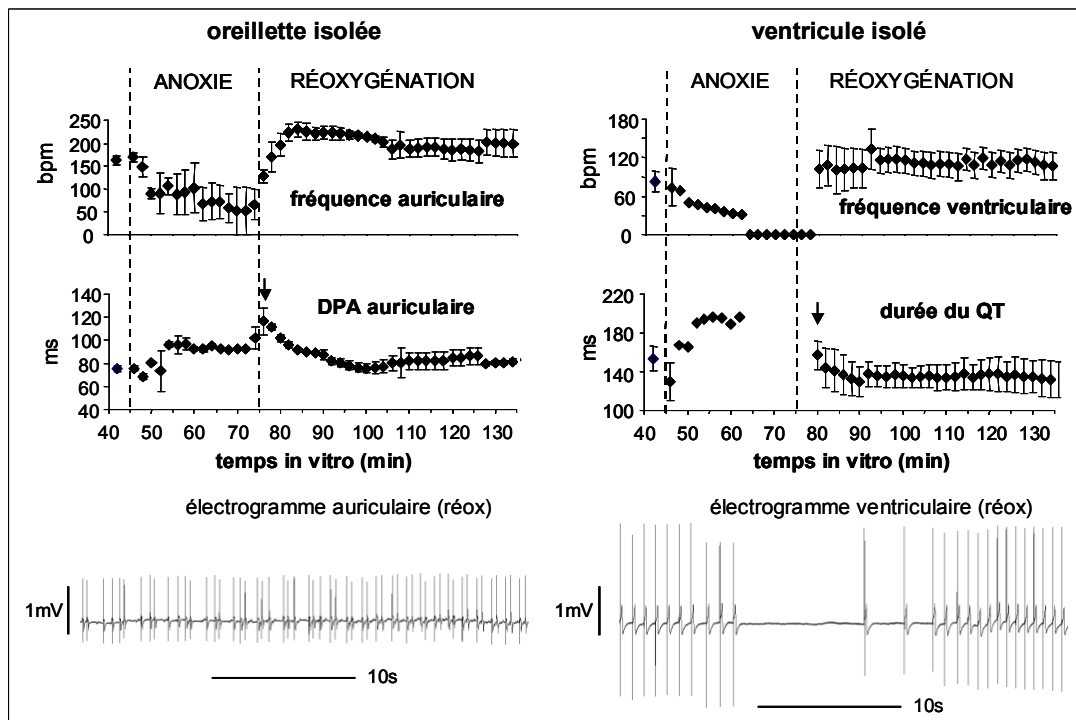 oreillette isolée
ANOXIE RÉOXYGÉNATION
250
200
150
100
50
0
bpm
fréquence auriculaire
140
120
100
80
60
40
ms
DPA auriculaire
40 50 60 70 80 90 100 110 120 130
temps in vitro (min)
électrogramme auriculaire (réox)
1mV
10s
ventricule isolé
ANOXIE RÉOXYGÉNATION
180
120
60
0
bpm
fréquence ventriculaire
220
180
140
100
ms
durée du QT
40 50 60 70 80 90 100 110 120 130
temps in vitro (min)
électrogramme ventriculaire (réox)
1mV
10s